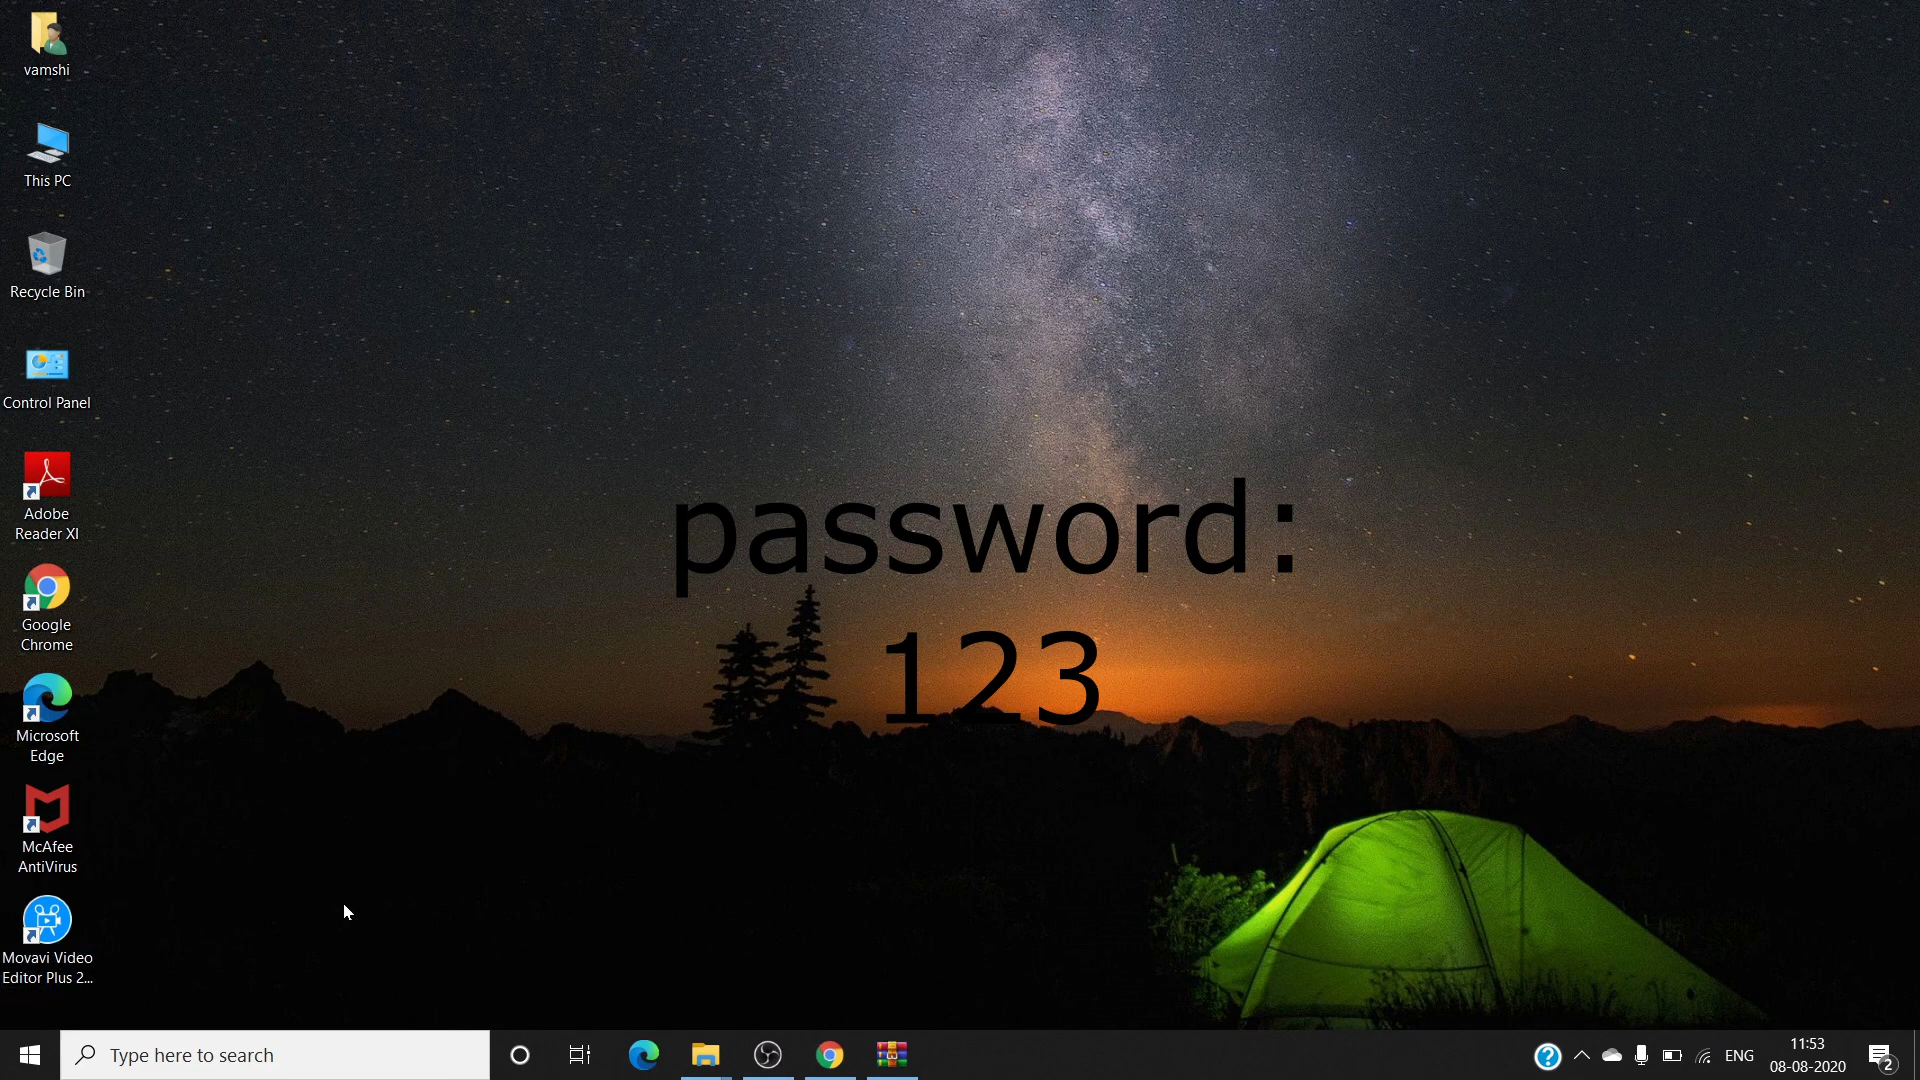 vamshi
This PC
Recycle Bin
Control Panel
Adobe
Reader XI
Google
Chrome
Microsoft
Edge
McAfee
AntiVirus
Movavi Video
Editor Plus 2...
password:
123
Type here to search
ENG
11:53
08-08-2020
2